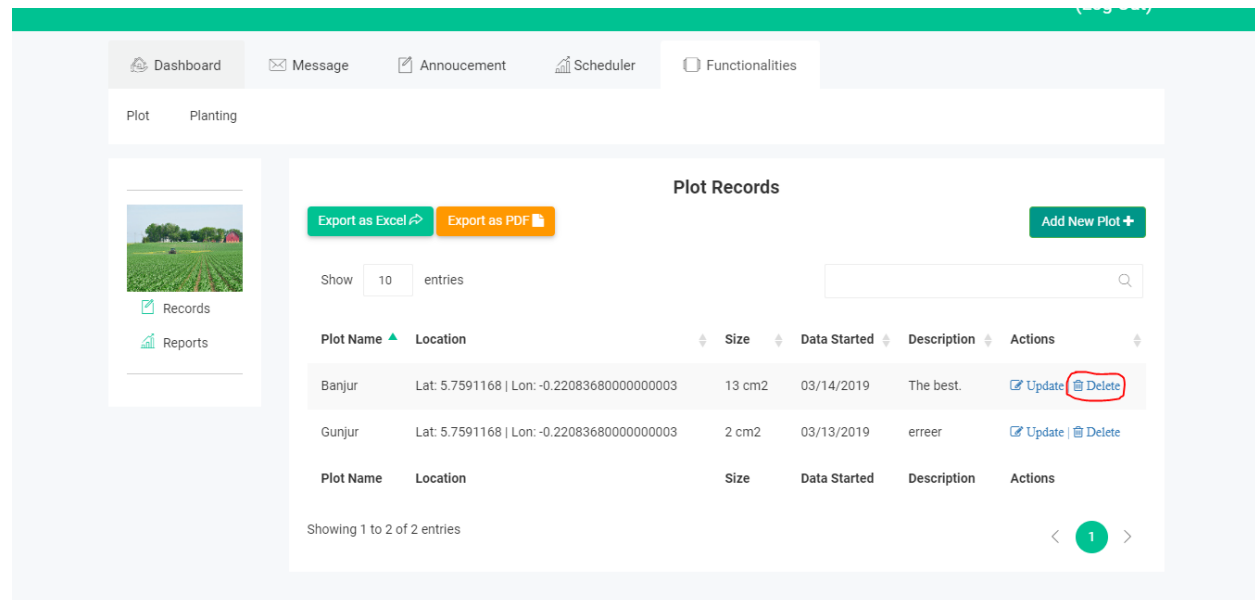 (Log Out)
Dashboard Message Annoucement Scheduler Functionalities
Plot Planting
Plot Records
Export as Excel Export as PDF Add New Plot
Show 10 entries
Records
Reports
Plot Name Location Size Data Started Description Actions
Banjur Lat: 5.7591168 | Lon: -0.22083680000000003 13 cm2 03/14/2019 The best. Update | Delete
Gunjur Lat: 5.7591168 | Lon: -0.22083680000000003 2 cm2 03/13/2019 erreer Update | Delete
Plot Name Location Size Data Started Description Actions
Showing 1 to 2 of 2 entries
< 1 >